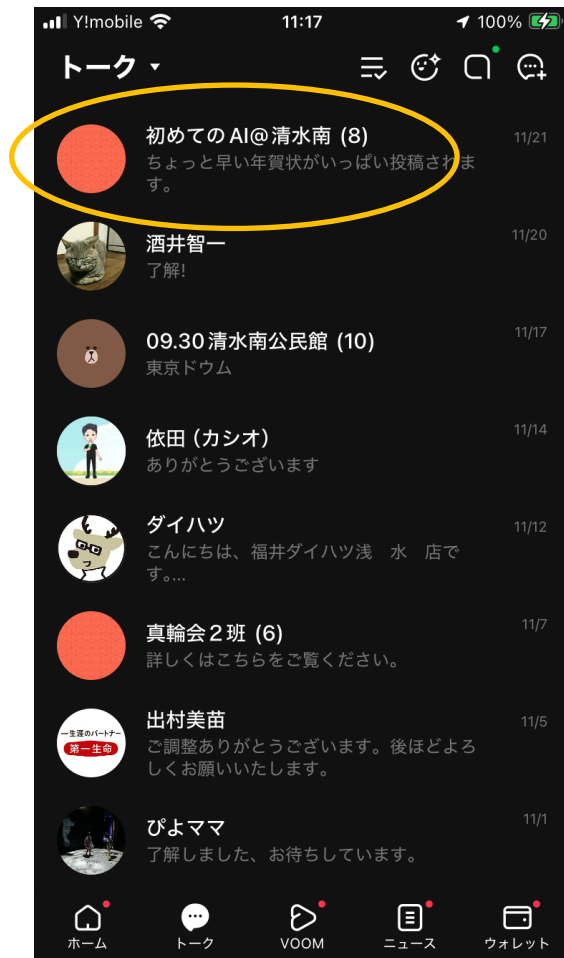 Y!mobile 11:17 100%
トーク
初めてのAI@清水南 (8) 11/21
ちょっと早い年賀状がいっぱい投稿されま
す。
酒井智一 11/20
了解!
09.30清水南公民館 (10) 11/17
東京ドウム
依田（カシオ） 11/14
ありがとうございます
ダイハツ 11/12
こんにちは、福井ダイハツ浅　水　店で
す。...
真輪会２班 (6) 11/7
詳しくはこちらをご覧ください。
一生涯のパートナー
第一生命
出村美苗 11/5
ご調整ありがとうございます。後ほどよろ
しくお願いいたします。
ぴよママ 11/1
了解しました、お待ちしています。
ホーム トーク VOOM ニュース ウォレット